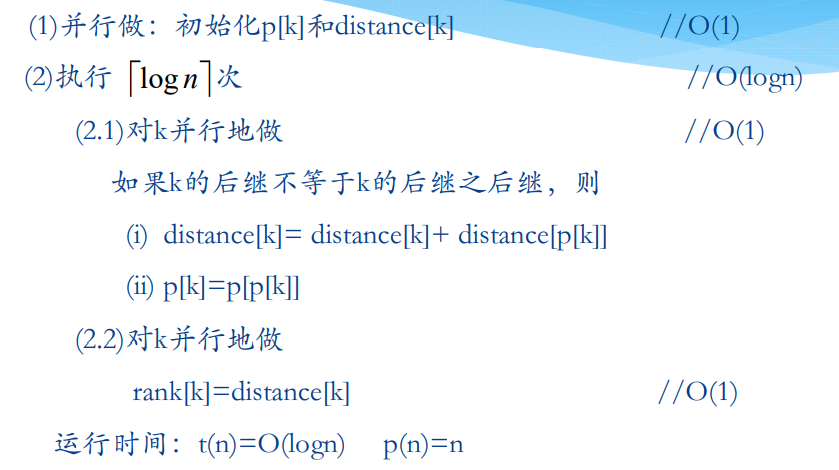 (1)并行做：初始化p[k]和distance[k] //O(1)
(2)执行 ⌈log n⌉次 //O(logn)
(2.1)对k并行地做 //O(1)
如果k的后继不等于k的后继之后继，则
(i) distance[k]= distance[k]+ distance[p[k]]
(ii) p[k]=p[p[k]]
(2.2)对k并行地做
rank[k]=distance[k] //O(1)
运行时间：t(n)=O(logn) p(n)=n